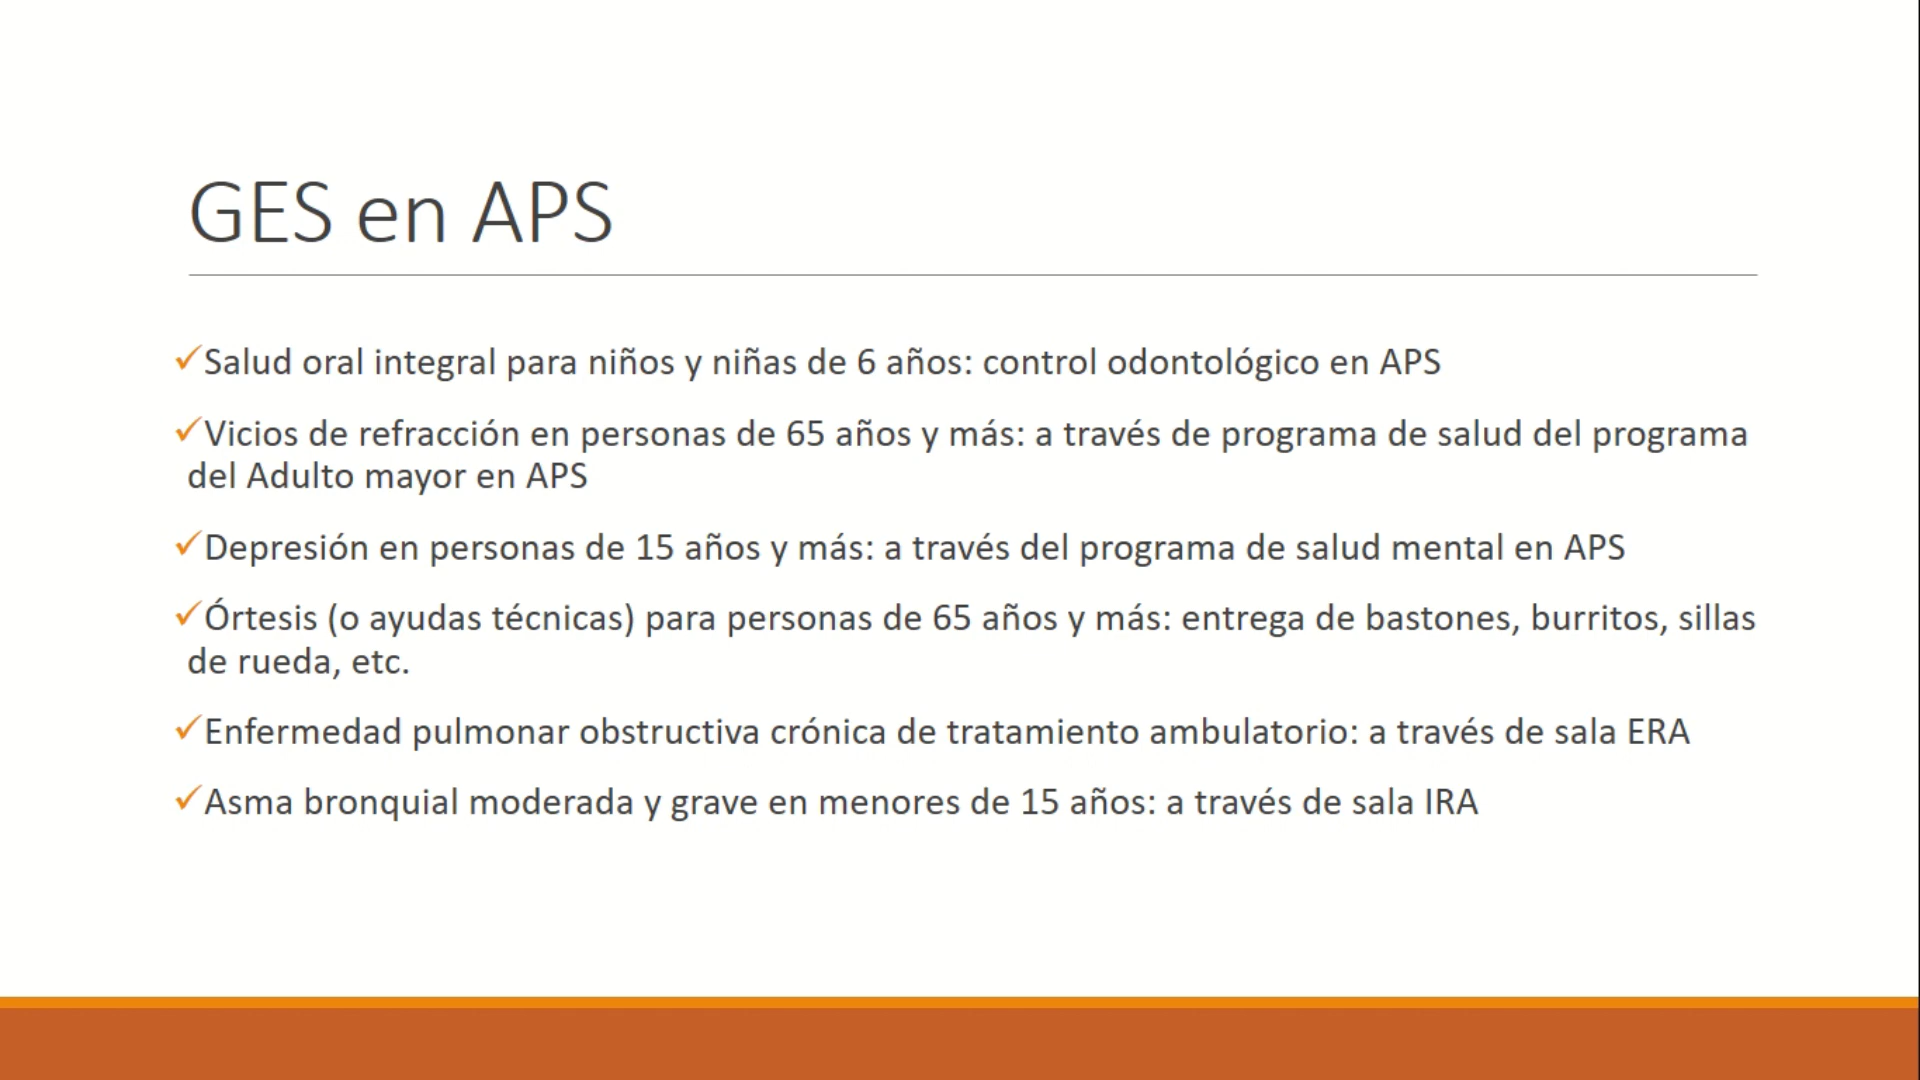 GES en APS
✓Salud oral integral para niños y niñas de 6 años: control odontológico en APS
✓Vicios de refracción en personas de 65 años y más: a través de programa de salud del programa
del Adulto mayor en APS
✓Depresión en personas de 15 años y más: a través del programa de salud mental en APS
✓Órtesis (o ayudas técnicas) para personas de 65 años y más: entrega de bastones, burritos, sillas
de rueda, etc.
✓Enfermedad pulmonar obstructiva crónica de tratamiento ambulatorio: a través de sala ERA
✓Asma bronquial moderada y grave en menores de 15 años: a través de sala IRA